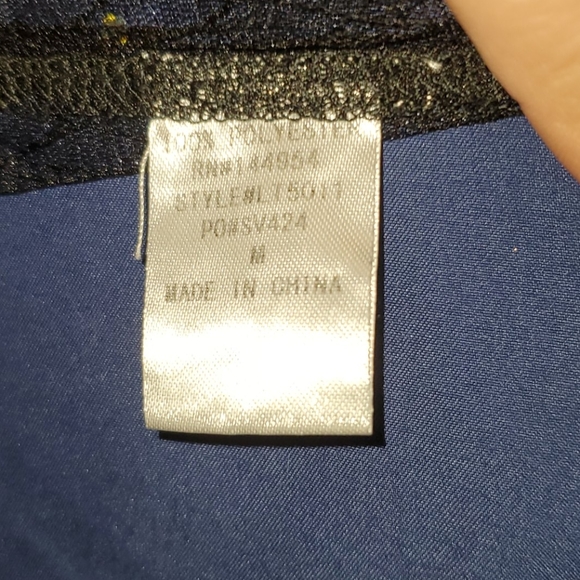 100% POLYESTER
RN#144954
STYLE#LT5011
PO#SV424
M
MADE IN CHINA